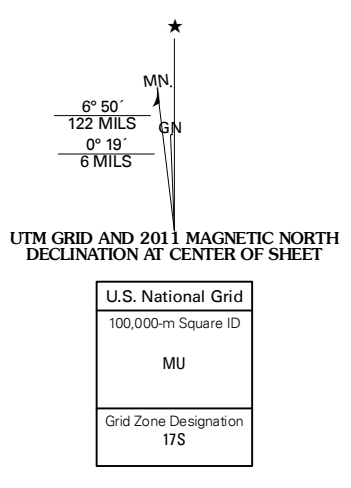 ★
MN
6° 50´
122 MILS
GN
0° 19´
6 MILS
UTM GRID AND 2011 MAGNETIC NORTH
DECLINATION AT CENTER OF SHEET
U.S. National Grid
100,000-m Square ID
MU
Grid Zone Designation
17S